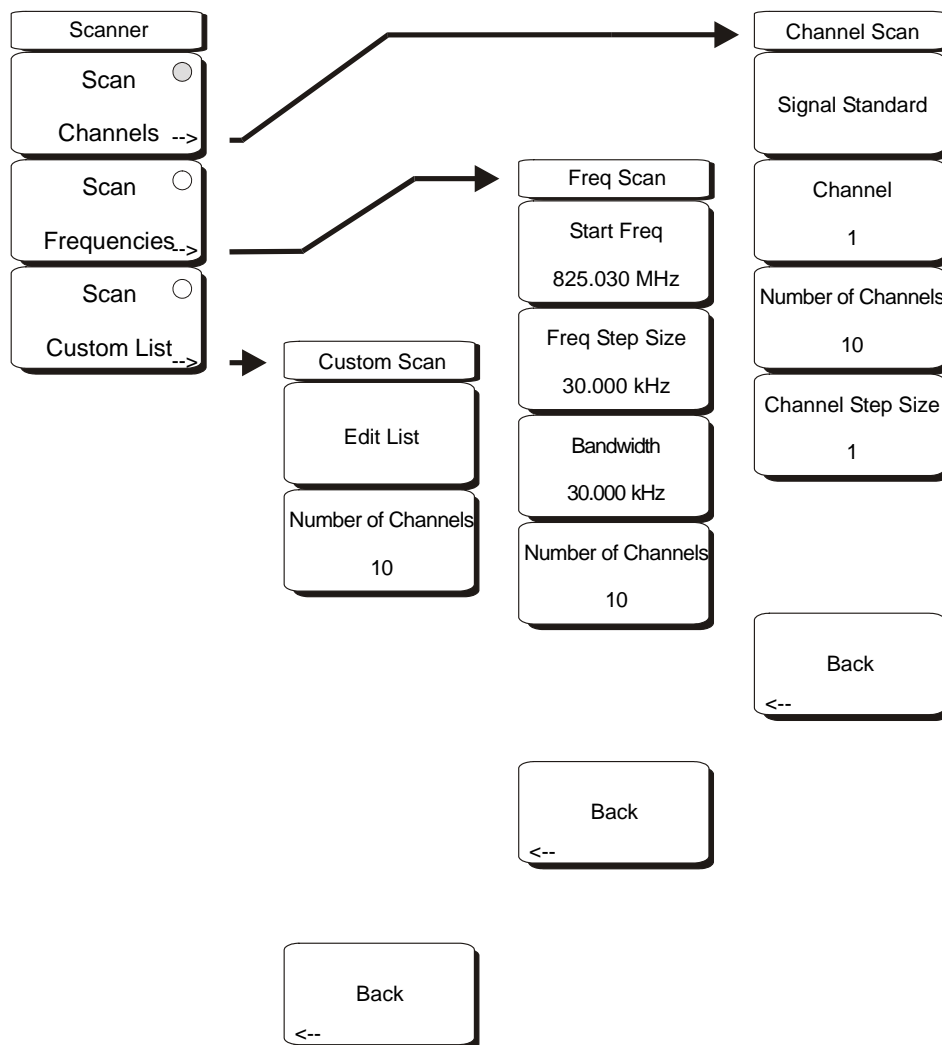 Scanner
Scan
Channels -->
Scan
Frequencies -->
Scan
Custom List -->
Custom Scan
Edit List
Number of Channels
10
Back
<--
Freq Scan
Start Freq
825.030 MHz
Freq Step Size
30.000 kHz
Bandwidth
30.000 kHz
Number of Channels
10
Back
<--
Channel Scan
Signal Standard
Channel
1
Number of Channels
10
Channel Step Size
1
Back
<--